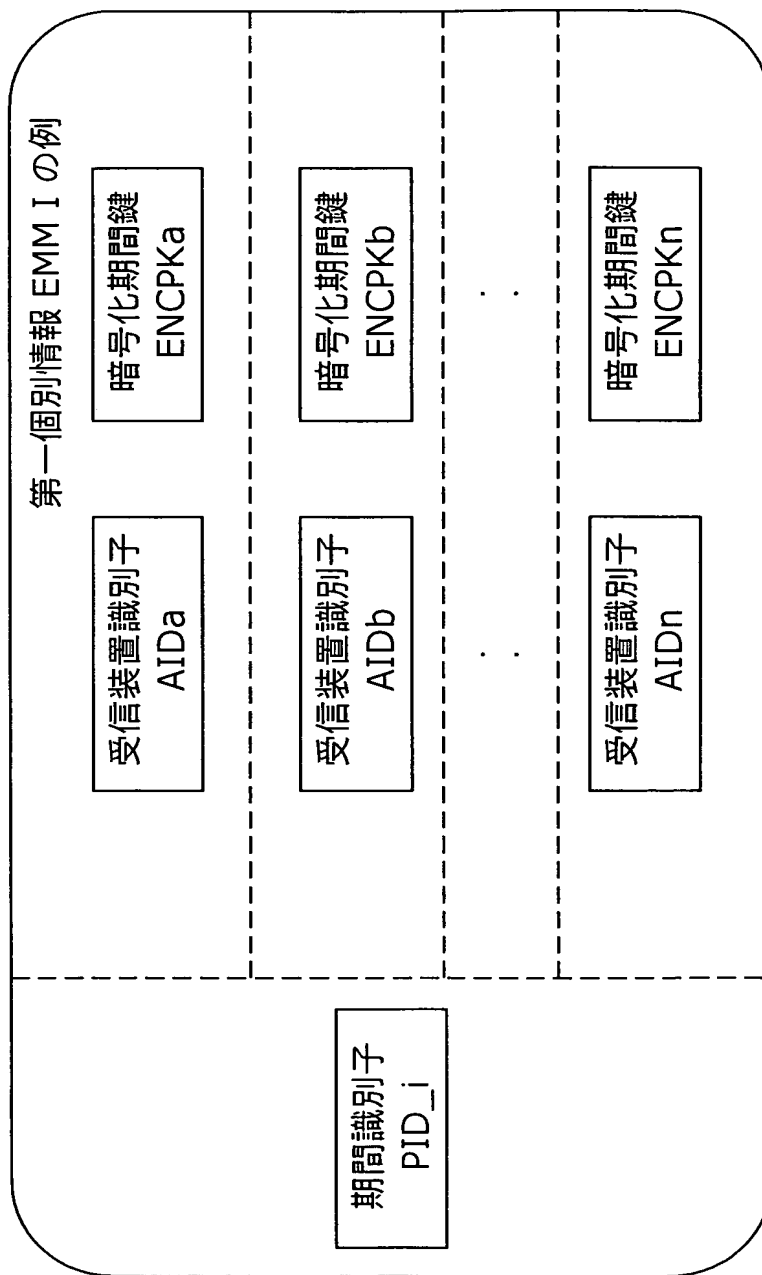 第一個別情報 EMM I の例
期間識別子
PID_i
受信装置識別子
AIDa
暗号化期間鍵
ENCPKa
受信装置識別子
AIDb
暗号化期間鍵
ENCPKb
. .
. .
受信装置識別子
AIDn
暗号化期間鍵
ENCPKn